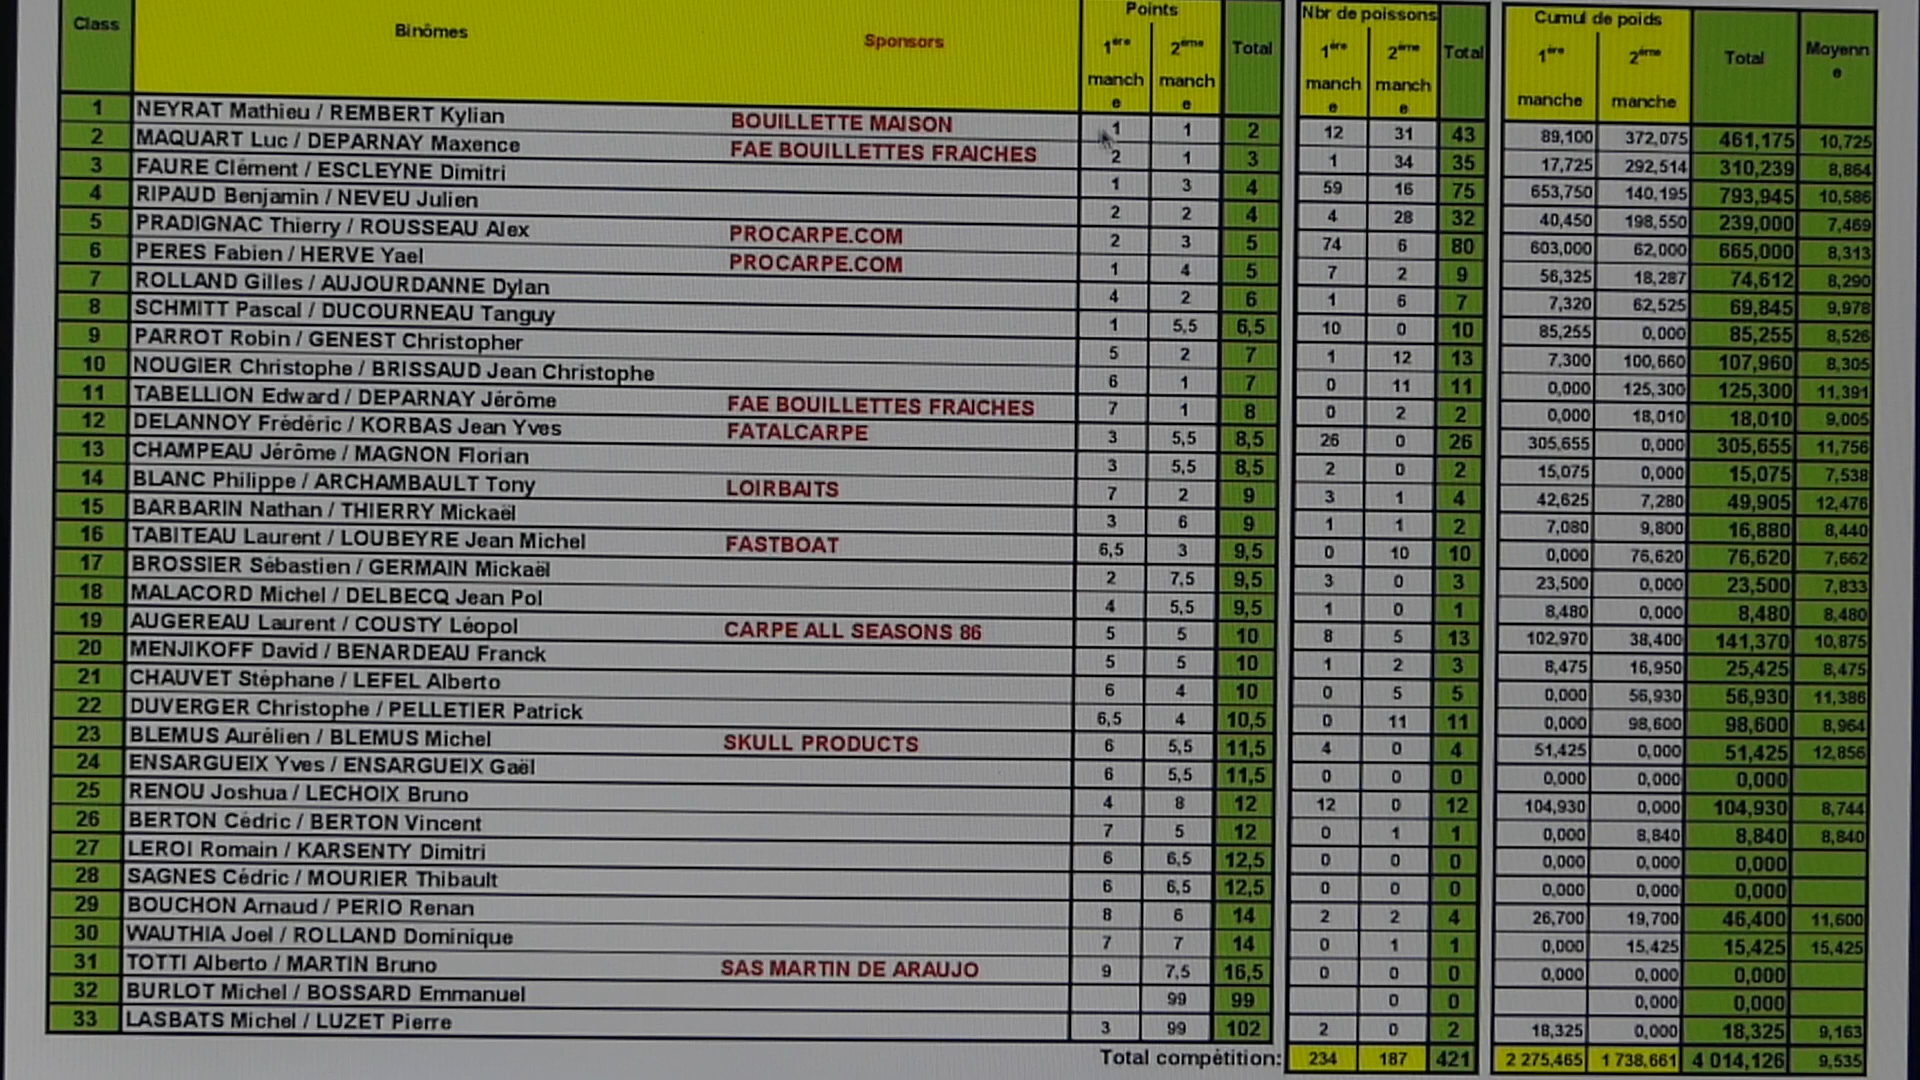 Class Binômes Sponsors Points Total Nbr de poissons Total Cumul de poids Total Moyenn e
1ère manch e 2ème manch e 1ère manch e 2ème manch e 1ère manche 2ème manche
1 NEYRAT Mathieu / REMBERT Kylian BOUILLETTE MAISON 1 1 2 12 31 43 89,100 372,075 461,175 10,725
2 MAQUART Luc / DEPARNAY Maxence FAE BOUILLETTES FRAICHES 2 1 3 1 34 35 17,725 292,514 310,239 8,864
3 FAURE Clément / ESCLEYNE Dimitri 1 3 4 59 16 75 653,750 140,195 793,945 10,586
4 RIPAUD Benjamin / NEVEU Julien 2 2 4 4 28 32 40,450 198,550 239,000 7,469
5 PRADIGNAC Thierry / ROUSSEAU Alex PROCARPE.COM 2 3 5 74 6 80 603,000 62,000 665,000 8,313
6 PERES Fabien / HERVE Yael PROCARPE.COM 1 4 5 7 2 9 56,325 18,287 74,612 8,290
7 ROLLAND Gilles / AUJOURDANNE Dylan 4 2 6 1 6 7 7,320 62,525 69,845 9,978
8 SCHMITT Pascal / DUCOURNEAU Tanguy 1 5,5 6,5 10 0 10 85,255 0,000 85,255 8,526
9 PARROT Robin / GENEST Christopher 5 2 7 1 12 13 7,300 100,660 107,960 8,305
10 NOUGIER Christophe / BRISSAUD Jean Christophe 6 1 7 0 11 11 0,000 125,300 125,300 11,391
11 TABELLION Edward / DEPARNAY Jérôme FAE BOUILLETTES FRAICHES 7 1 8 0 2 2 0,000 18,010 18,010 9,005
12 DELANNOY Frédéric / KORBAS Jean Yves FATALCARPE 3 5,5 8,5 26 0 26 305,655 0,000 305,655 11,756
13 CHAMPEAU Jérôme / MAGNON Florian 3 5,5 8,5 2 0 2 15,075 0,000 15,075 7,538
14 BLANC Philippe / ARCHAMBAULT Tony LOIRBAITS 7 2 9 3 1 4 42,625 7,280 49,905 12,476
15 BARBARIN Nathan / THIERRY Mickaël 3 6 9 1 1 2 7,080 9,800 16,880 8,440
16 TABITEAU Laurent / LOUBEYRE Jean Michel FASTBOAT 6,5 3 9,5 0 10 10 0,000 76,620 76,620 7,662
17 BROSSIER Sébastien / GERMAIN Mickaël 2 7,5 9,5 3 0 3 23,500 0,000 23,500 7,833
18 MALACORD Michel / DELBECQ Jean Pol 4 5,5 9,5 1 0 1 8,480 0,000 8,480 8,480
19 AUGEREAU Laurent / COUSTY Léopol CARPE ALL SEASONS 86 5 5 10 8 5 13 102,970 38,400 141,370 10,875
20 MENJIKOFF David / BENARDEAU Franck 5 5 10 1 2 3 8,475 16,950 25,425 8,475
21 CHAUVET Stéphane / LEFEL Alberto 6 4 10 0 5 5 0,000 56,930 56,930 11,386
22 DUVERGER Christophe / PELLETIER Patrick 6,5 4 10,5 0 11 11 0,000 98,600 98,600 8,964
23 BLEMUS Aurélien / BLEMUS Michel SKULL PRODUCTS 6 5,5 11,5 4 0 4 51,425 0,000 51,425 12,856
24 ENSARGUEIX Yves / ENSARGUEIX Gaël 6 5,5 11,5 0 0 0 0,000 0,000 0,000
25 RENOU Joshua / LECHOIX Bruno 4 8 12 12 0 12 104,930 0,000 104,930 8,744
26 BERTON Cédric / BERTON Vincent 7 5 12 0 1 1 0,000 8,840 8,840 8,840
27 LEROI Romain / KARSENTY Dimitri 6 6,5 12,5 0 0 0 0,000 0,000 0,000
28 SAGNES Cédric / MOURIER Thibault 6 6,5 12,5 0 0 0 0,000 0,000 0,000
29 BOUCHON Arnaud / PERIO Renan 8 6 14 2 2 4 26,700 19,700 46,400 11,600
30 WAUTHIA Joel / ROLLAND Dominique 7 7 14 0 1 1 0,000 15,425 15,425 15,425
31 TOTTI Alberto / MARTIN Bruno SAS MARTIN DE ARAUJO 9 7,5 16,5 0 0 0 0,000 0,000 0,000
32 BURLOT Michel / BOSSARD Emmanuel 99 99 0 0 0,000 0,000
33 LASBATS Michel / LUZET Pierre 3 99 102 2 0 2 18,325 0,000 18,325 9,163
Total compétition: 234 187 421 2 275,465 1 738,661 4 014,126 9,535